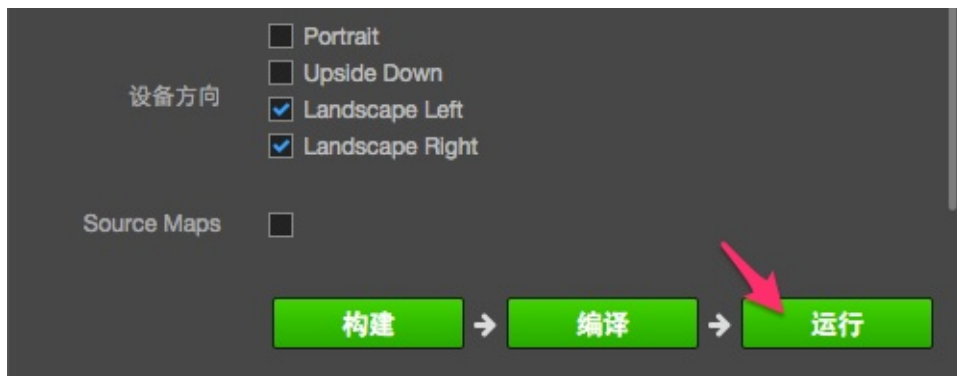 Portrait
Upside Down
设备方向
Landscape Left
Landscape Right
Source Maps
构建 编译 运行